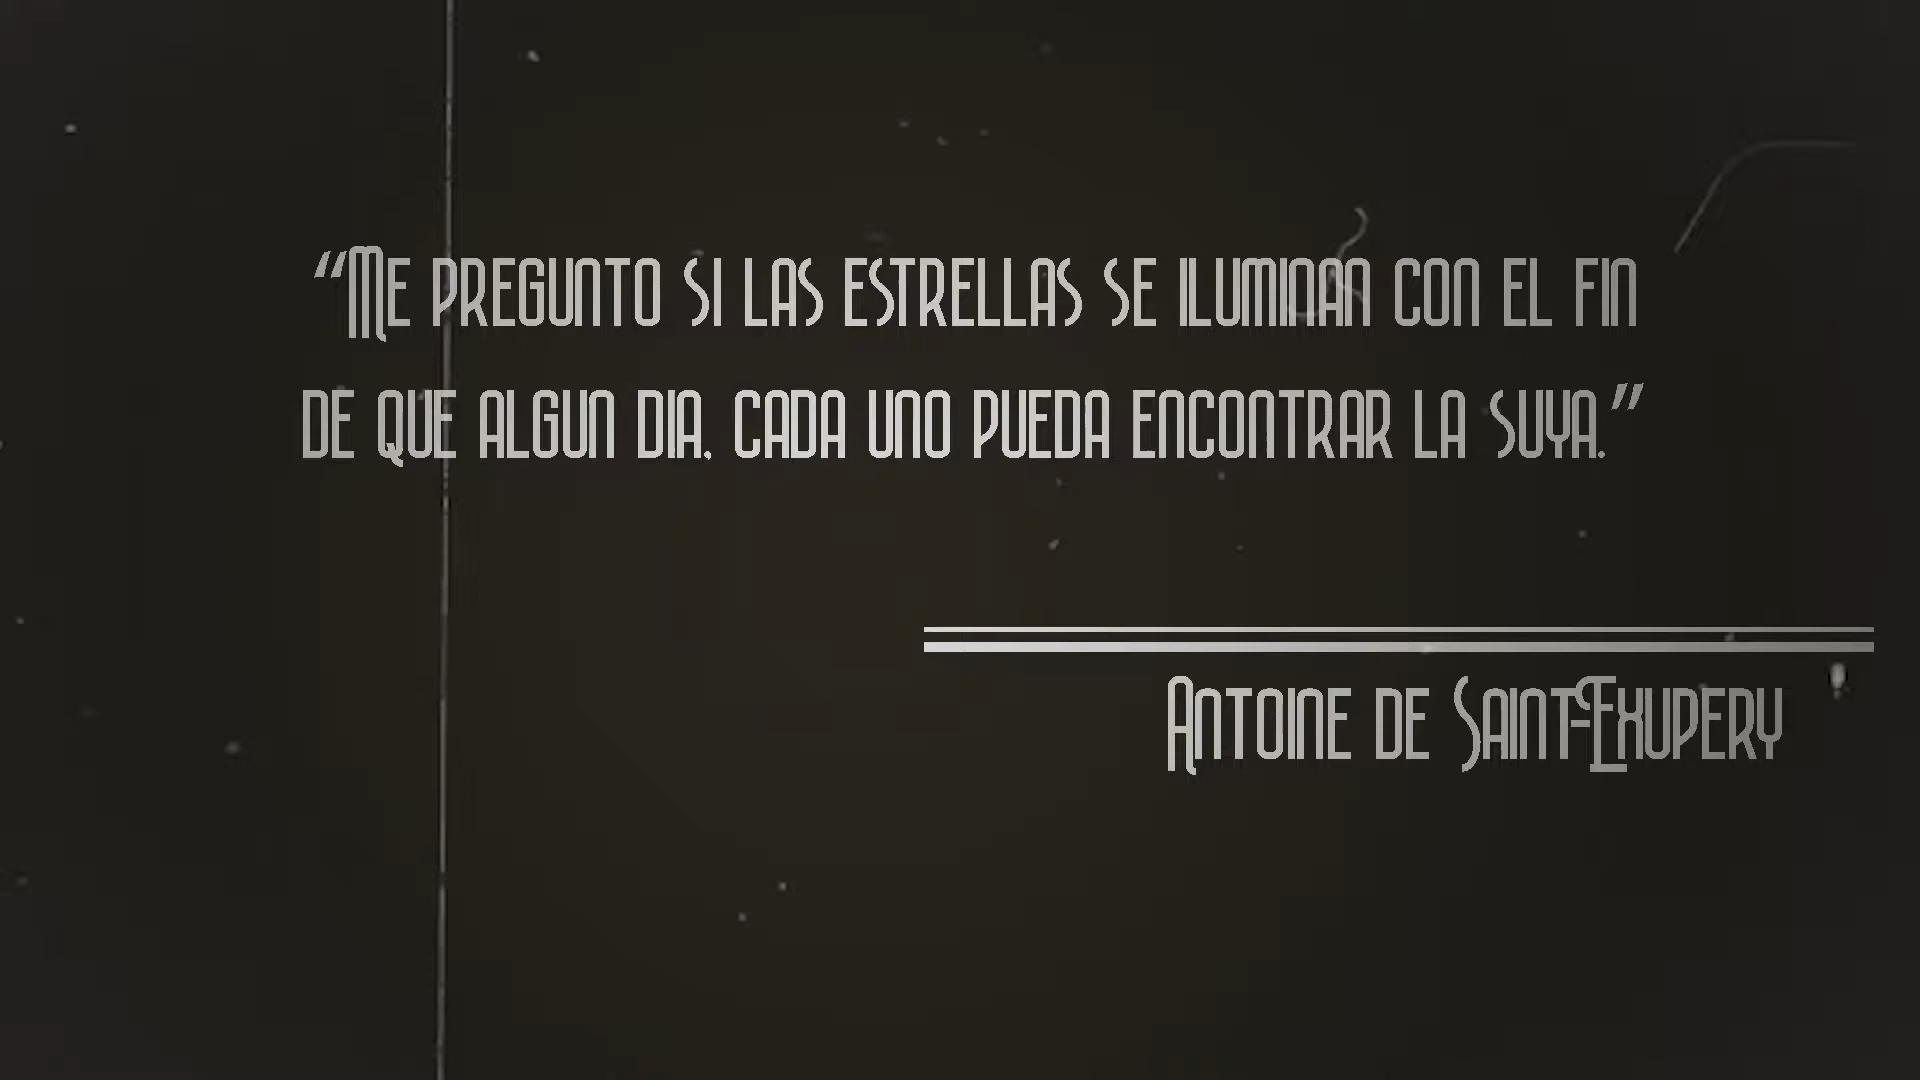 “Me pregunto si las estrellas se iluminan con el fin
de que algun dia, cada uno pueda encontrar la suya.”
Antoine de Saint-Exupery